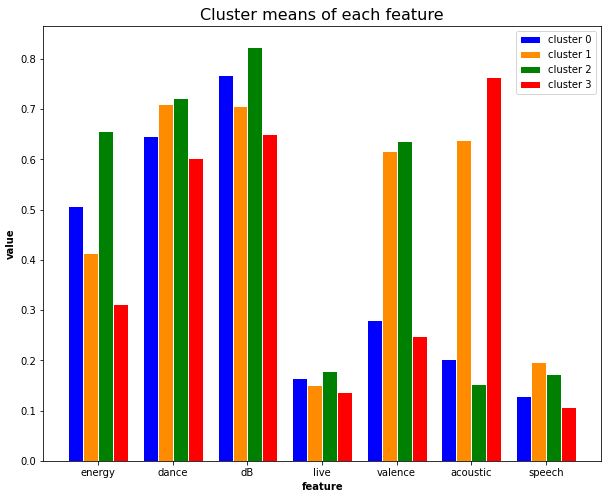 Cluster means of each feature
cluster 0
cluster 1
cluster 2
cluster 3
value
0.8
0.7
0.6
0.5
0.4
0.3
0.2
0.1
0.0
energy dance dB live valence acoustic speech
feature